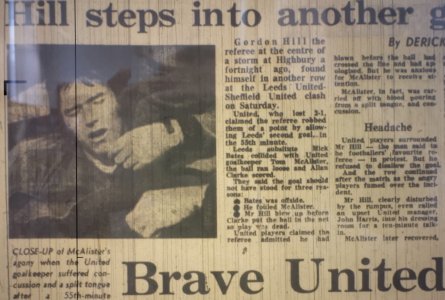 Hill steps into another g
By DERICK
Gordon Hill the
referee at the centre of
a storm at Highbury a
fortnight ago, found
himself in another row
at the Leeds United-
Sheffield United clash
on Saturday.
United, who lost 2-1,
claimed the referee robbed
them of a point by allow-
ing Leeds' second goal, in
the 55th minute.
Leeds substitute Mick
Bates collided with United
goalkeeper Tom McAlister,
the ball ran loose and Allan
Clarke scored.
They said the goal should
not have stood for three rea-
sons:
Bates was offside.
He fouled McAlister.
Mr Hill blew up before
Clarke put the ball in the net
so play was dead.
United players claimed the
referee admitted he had
blown before the ball had
crossed the line and had ap-
ologised. But he was anxious
for McAlister to receive at-
tention.
McAlister, in fact, was car-
ried off with blood pouring
from a split tongue, and con-
cussion.
Headache
United players surrounded
Mr Hill — the man said to
be footballers' favourite re-
feree — in protest. But he
refused to disallow the goal.
And the row continued
after the match as the angry
players fumed over the inci-
dent.
Mr Hill, clearly disturbed
by the rumpus, even called
an upset United manager,
John Harris, into his dressing
room for a ten-minute talk-
in.
McAlister later recovered,
CLOSE-UP of McAlister's
agony when the United
goalkeeper suffered con-
cussion and a split tongue
after a 55th-minute
Brave United